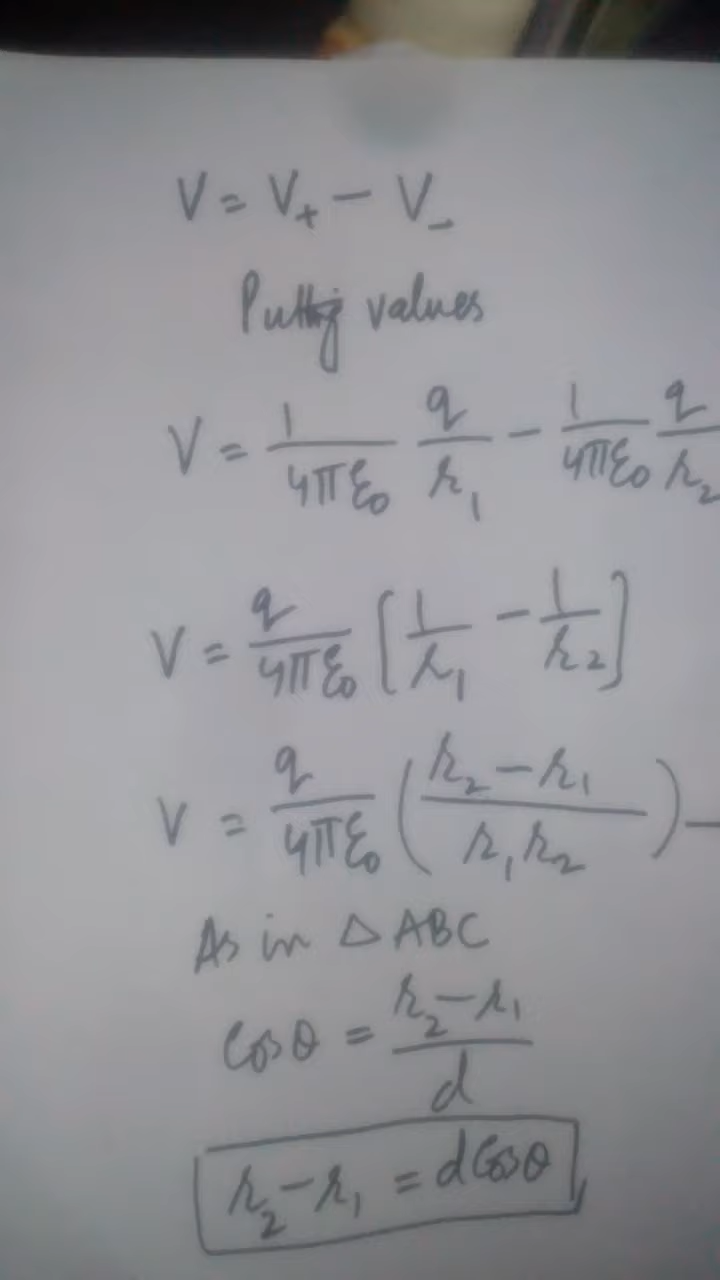 V = V₊ − V₋
Putting values
V = 1/4πε₀ q/r₁ − 1/4πε₀ q/r₂
V = q/4πε₀ [1/r₁ − 1/r₂]
V = q/4πε₀ (r₂ − r₁/r₁r₂) —
As in △ABC
Cosθ = r₂ − r₁/d
r₂ − r₁ = dCosθ